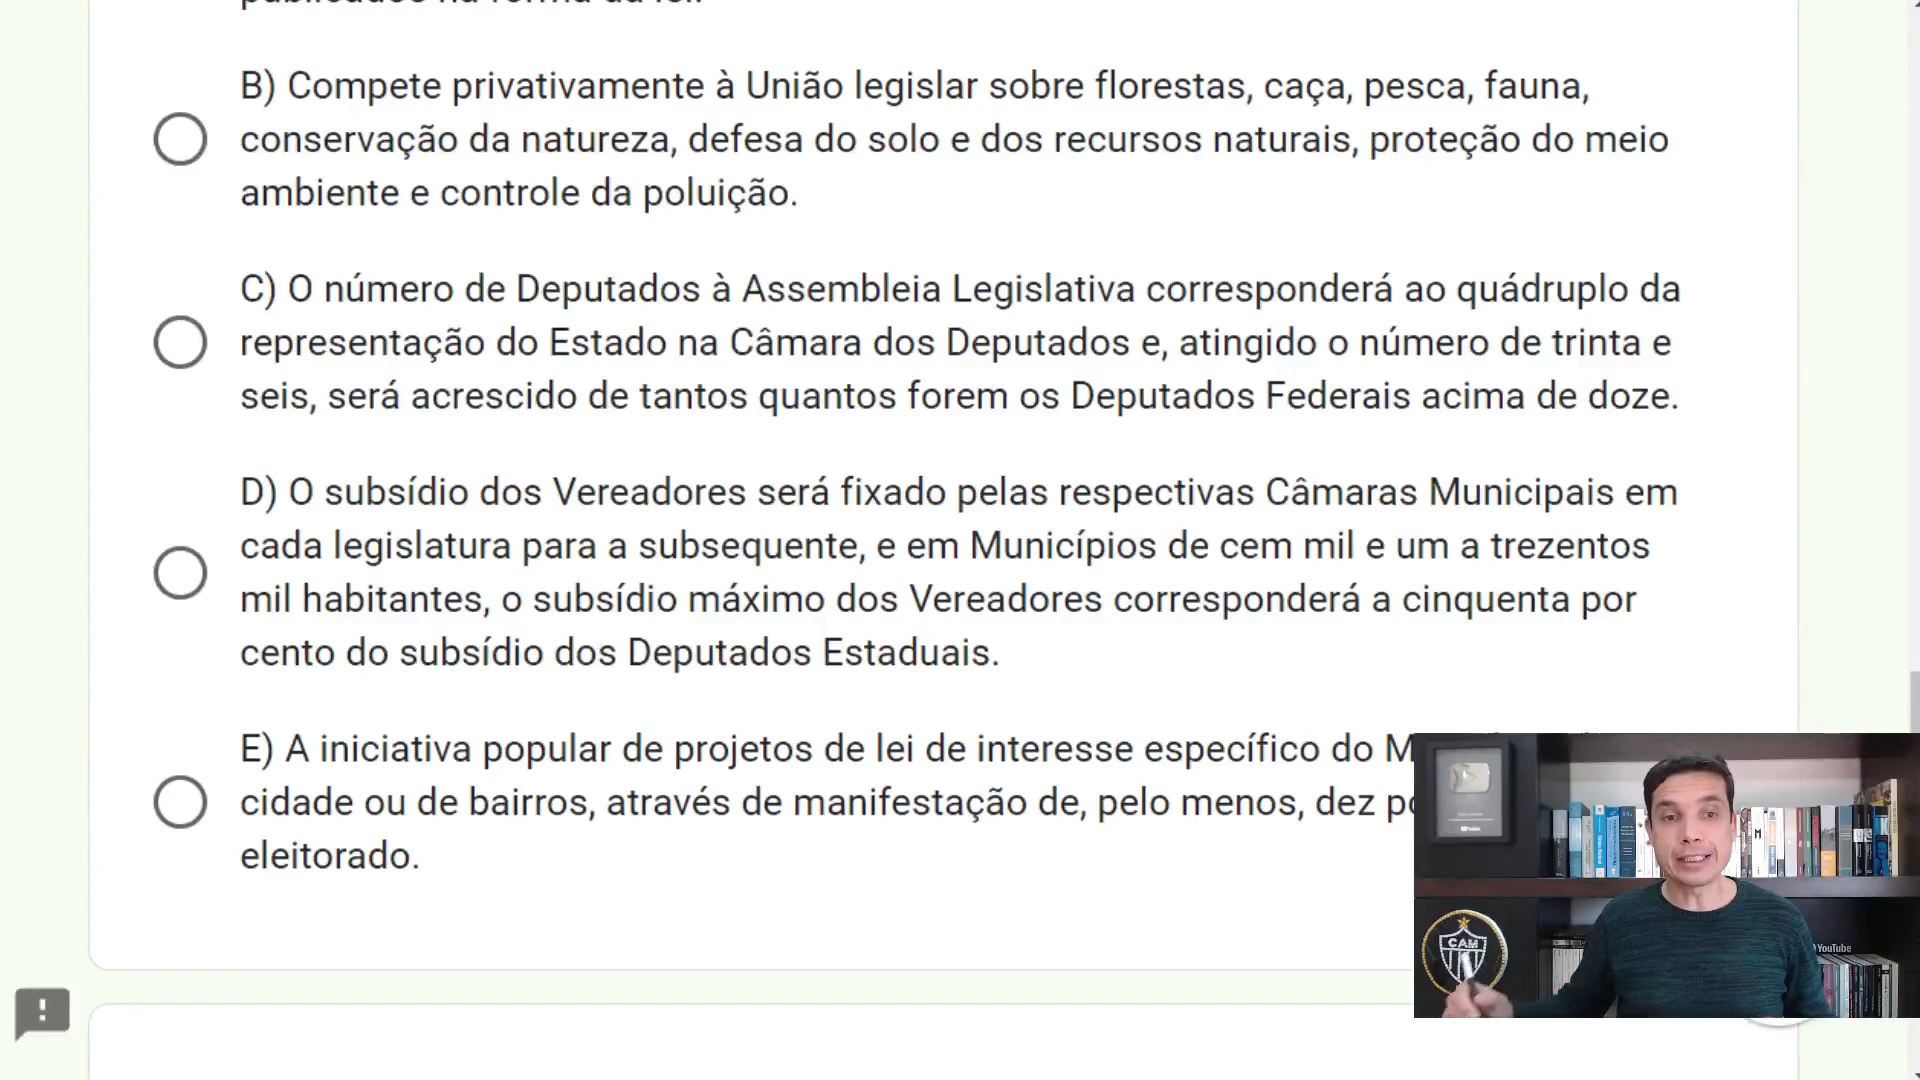 B) Compete privativamente à União legislar sobre florestas, caça, pesca, fauna,
conservação da natureza, defesa do solo e dos recursos naturais, proteção do meio
ambiente e controle da poluição.
C) O número de Deputados à Assembleia Legislativa corresponderá ao quádruplo da
representação do Estado na Câmara dos Deputados e, atingido o número de trinta e
seis, será acrescido de tantos quantos forem os Deputados Federais acima de doze.
D) O subsídio dos Vereadores será fixado pelas respectivas Câmaras Municipais em
cada legislatura para a subsequente, e em Municípios de cem mil e um a trezentos
mil habitantes, o subsídio máximo dos Vereadores corresponderá a cinquenta por
cento do subsídio dos Deputados Estaduais.
E) A iniciativa popular de projetos de lei de interesse específico do
cidade ou de bairros, através de manifestação de, pelo menos, dez
eleitorado.
CAM
YouTube